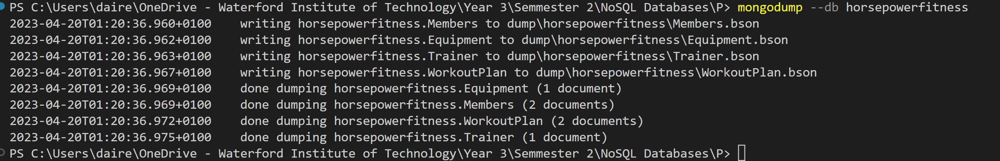 PS C:\Users\daire\OneDrive - Waterford Institute of Technology\Year 3\Semmester 2\NoSQL Databases\P> mongodump --db horsepowerfitness
2023-04-20T01:20:36.960+0100    writing horsepowerfitness.Members to dump\horsepowerfitness\Members.bson
2023-04-20T01:20:36.962+0100    writing horsepowerfitness.Equipment to dump\horsepowerfitness\Equipment.bson
2023-04-20T01:20:36.963+0100    writing horsepowerfitness.Trainer to dump\horsepowerfitness\Trainer.bson
2023-04-20T01:20:36.967+0100    writing horsepowerfitness.WorkoutPlan to dump\horsepowerfitness\WorkoutPlan.bson
2023-04-20T01:20:36.969+0100    done dumping horsepowerfitness.Equipment (1 document)
2023-04-20T01:20:36.969+0100    done dumping horsepowerfitness.Members (2 documents)
2023-04-20T01:20:36.972+0100    done dumping horsepowerfitness.WorkoutPlan (2 documents)
2023-04-20T01:20:36.975+0100    done dumping horsepowerfitness.Trainer (1 document)
PS C:\Users\daire\OneDrive - Waterford Institute of Technology\Year 3\Semmester 2\NoSQL Databases\P>